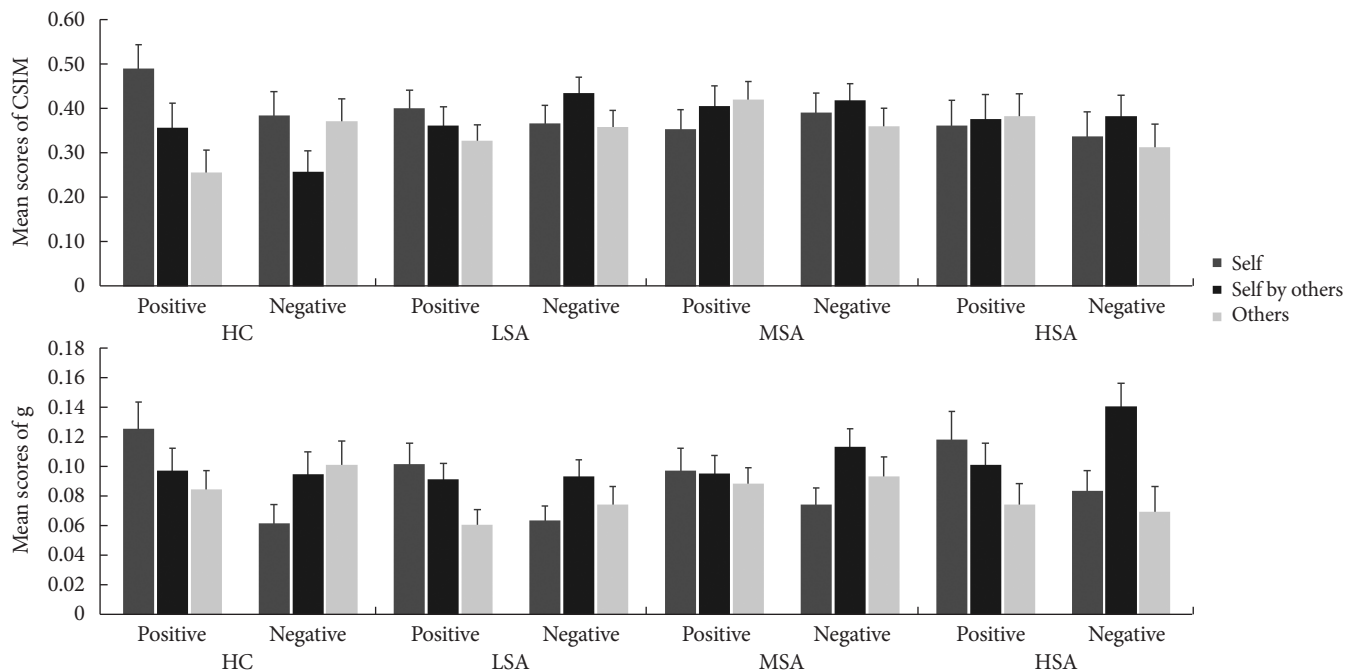 Mean scores of CSIM
0.60
0.50
0.40
0.30
0.20
0.10
0
Positive Negative Positive Negative Positive Negative Positive Negative
HC LSA MSA HSA
Self
Self by others
Others
Mean scores of g
0.18
0.16
0.14
0.12
0.10
0.08
0.06
0.04
0.02
0
Positive Negative Positive Negative Positive Negative Positive Negative
HC LSA MSA HSA